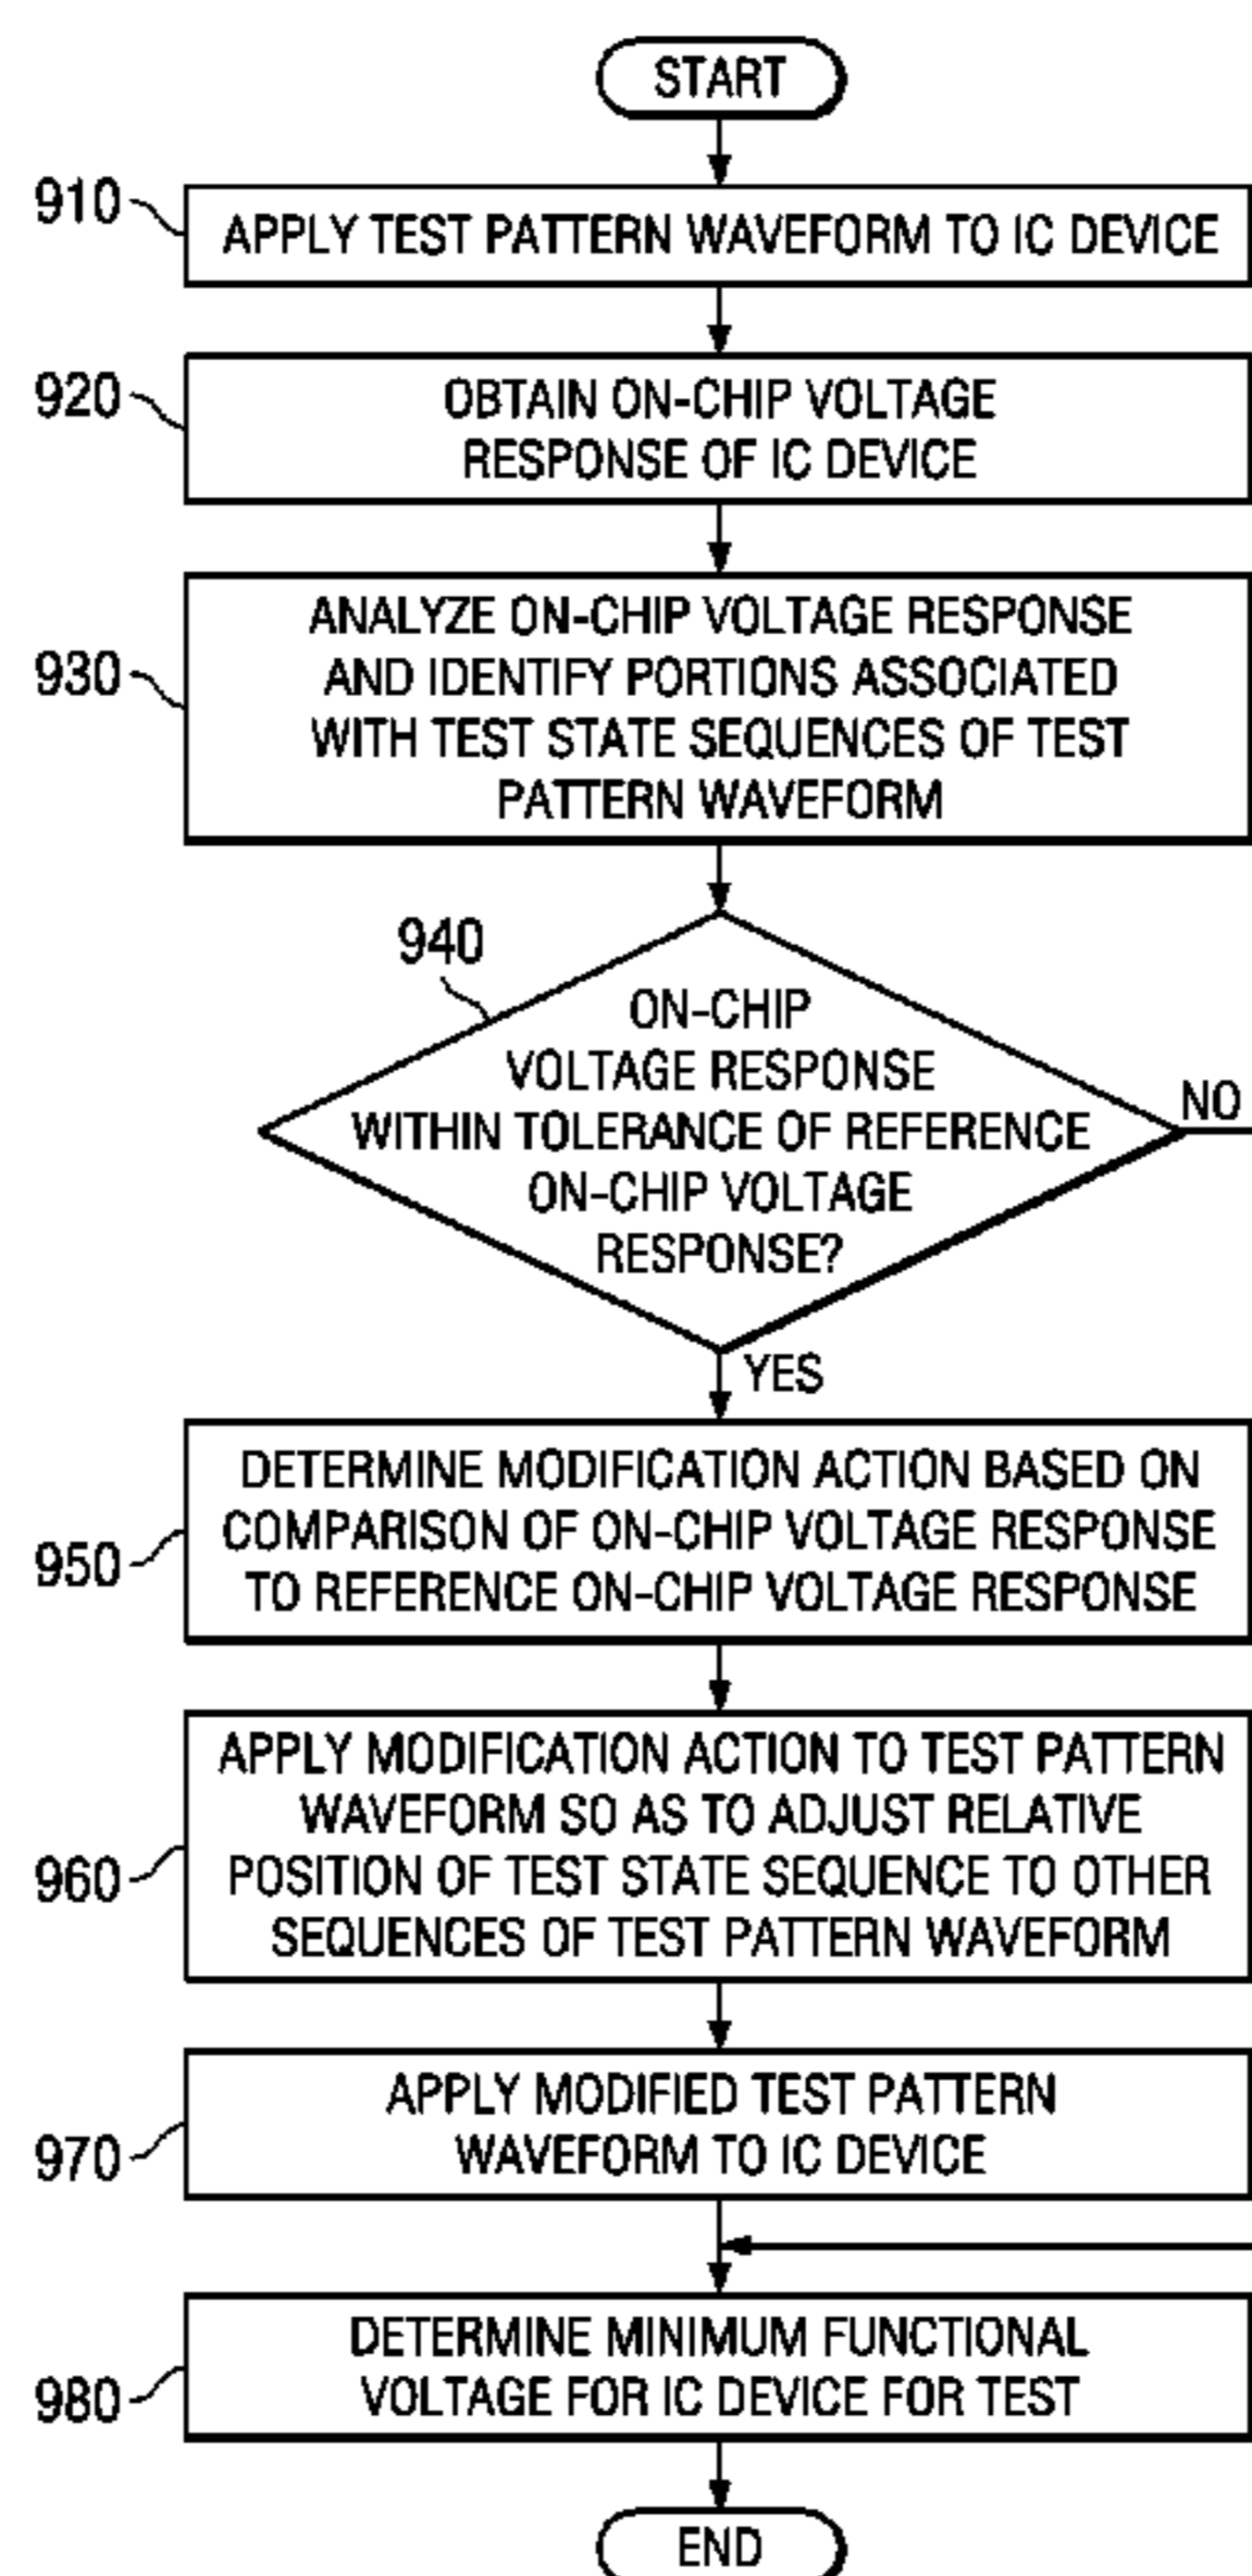 START
910
APPLY TEST PATTERN WAVEFORM TO IC DEVICE
920
OBTAIN ON-CHIP VOLTAGE
RESPONSE OF IC DEVICE
930
ANALYZE ON-CHIP VOLTAGE RESPONSE
AND IDENTIFY PORTIONS ASSOCIATED
WITH TEST STATE SEQUENCES OF TEST
PATTERN WAVEFORM
940
ON-CHIP
VOLTAGE RESPONSE
WITHIN TOLERANCE OF REFERENCE
ON-CHIP VOLTAGE
RESPONSE?
NO
YES
950
DETERMINE MODIFICATION ACTION BASED ON
COMPARISON OF ON-CHIP VOLTAGE RESPONSE
TO REFERENCE ON-CHIP VOLTAGE RESPONSE
960
APPLY MODIFICATION ACTION TO TEST PATTERN
WAVEFORM SO AS TO ADJUST RELATIVE
POSITION OF TEST STATE SEQUENCE TO OTHER
SEQUENCES OF TEST PATTERN WAVEFORM
970
APPLY MODIFIED TEST PATTERN
WAVEFORM TO IC DEVICE
980
DETERMINE MINIMUM FUNCTIONAL
VOLTAGE FOR IC DEVICE FOR TEST
END